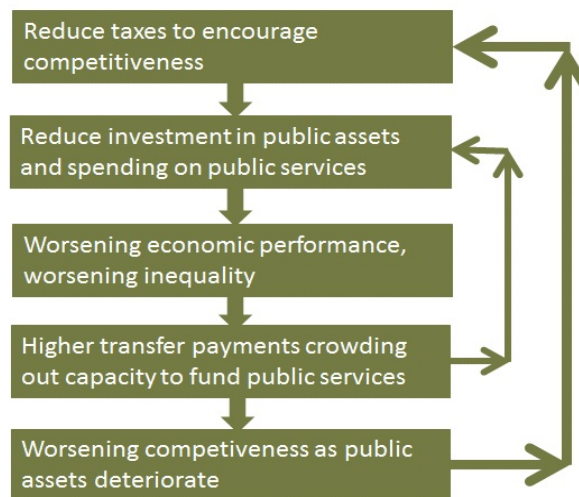 Reduce taxes to encourage
competitiveness
Reduce investment in public assets
and spending on public services
Worsening economic performance,
worsening inequality
Higher transfer payments crowding
out capacity to fund public services
Worsening competiveness as public
assets deteriorate